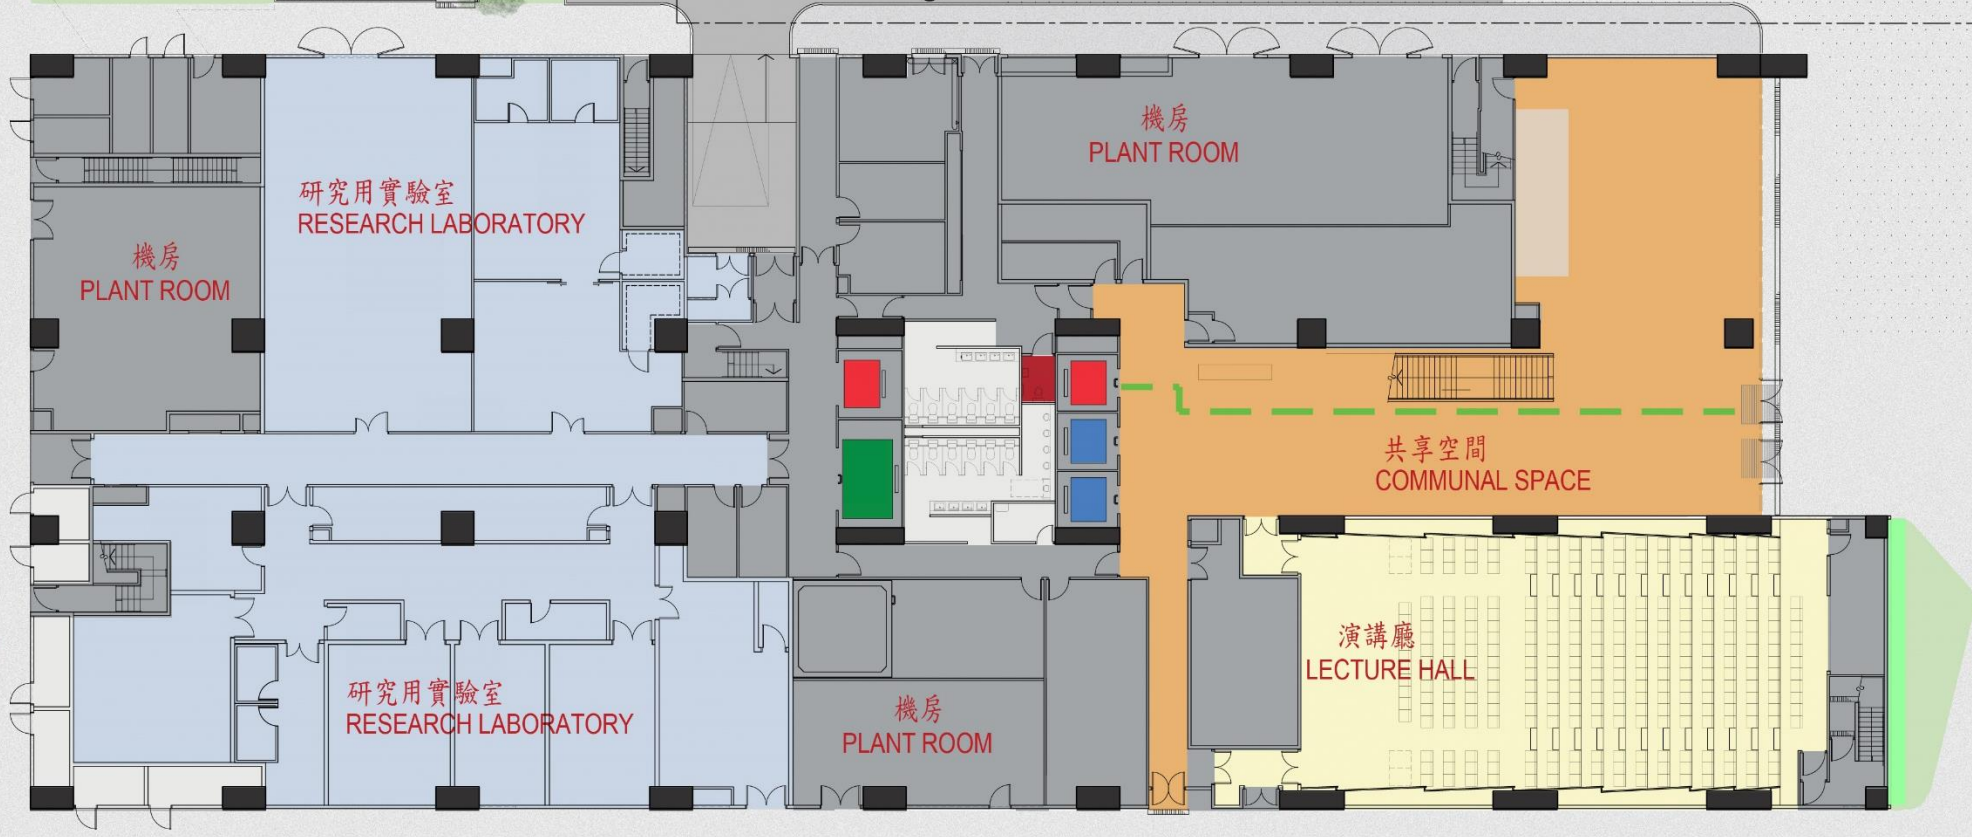 機房
PLANT ROOM
研究用實驗室
RESEARCH LABORATORY
機房
PLANT ROOM
共享空間
COMMUNAL SPACE
演講廳
LECTURE HALL
研究用實驗室
RESEARCH LABORATORY
機房
PLANT ROOM